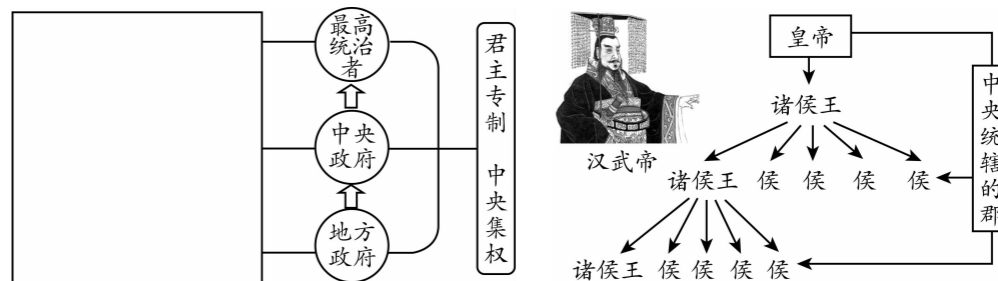 最高
统治
者
中央
政府
地方
政府
君主专制 中央集权
汉武帝
皇帝
诸侯王
诸侯王 侯 侯 侯 侯
诸侯王 侯 侯 侯 侯
中央统辖的郡